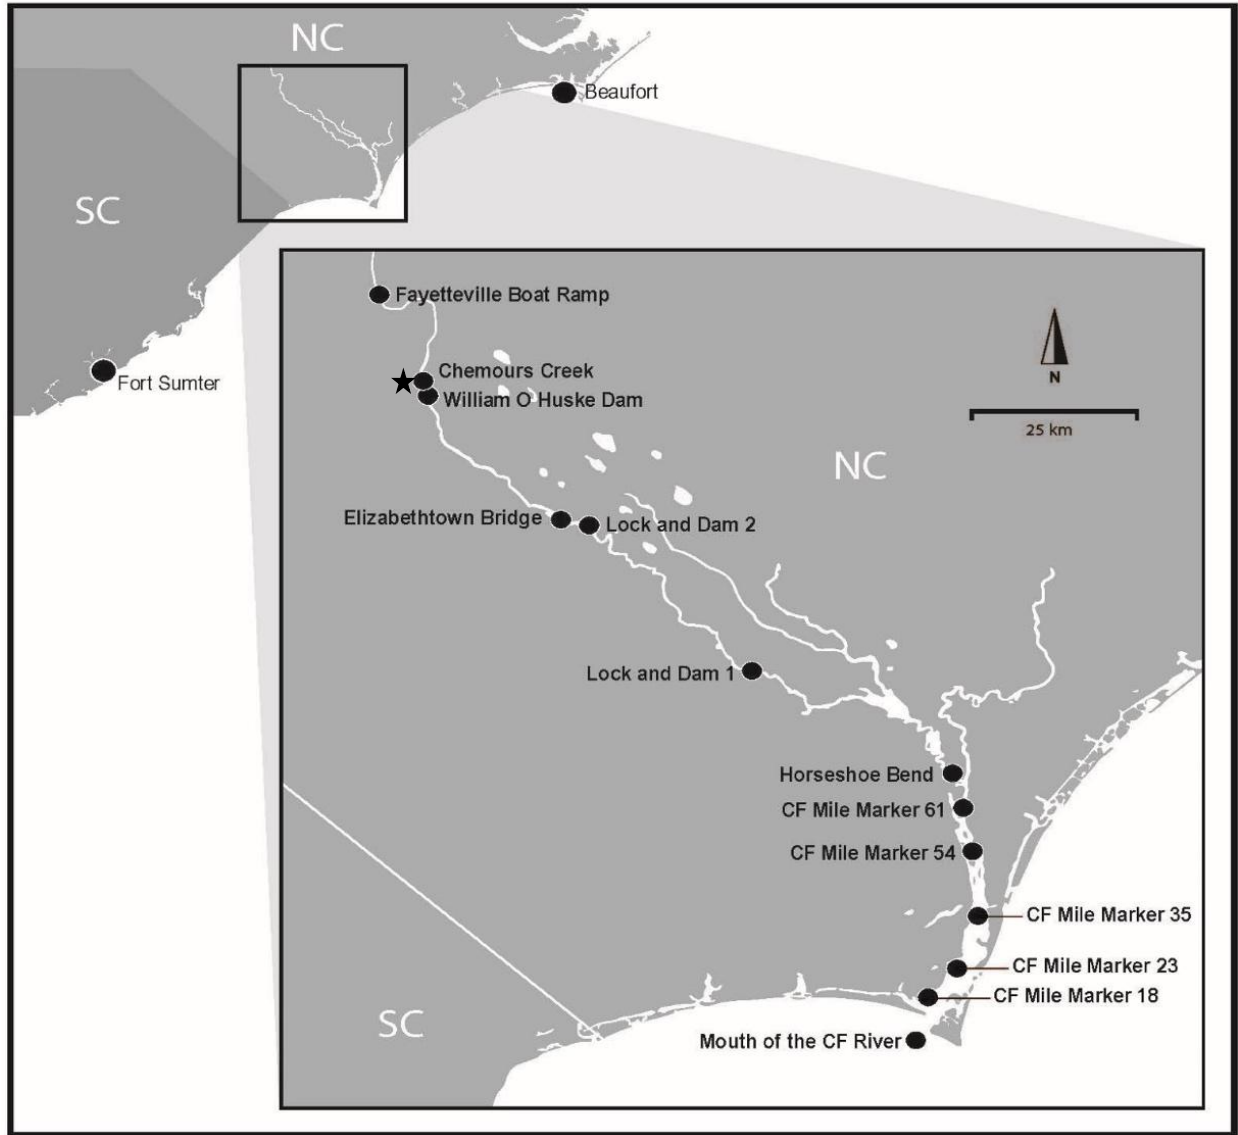 NC
Beaufort
SC
Fort Sumter
Fayetteville Boat Ramp
Chemours Creek
William O Huske Dam
N
25 km
NC
Elizabethtown Bridge
Lock and Dam 2
Lock and Dam 1
Horseshoe Bend
CF Mile Marker 61
CF Mile Marker 54
CF Mile Marker 35
CF Mile Marker 23
CF Mile Marker 18
SC
Mouth of the CF River